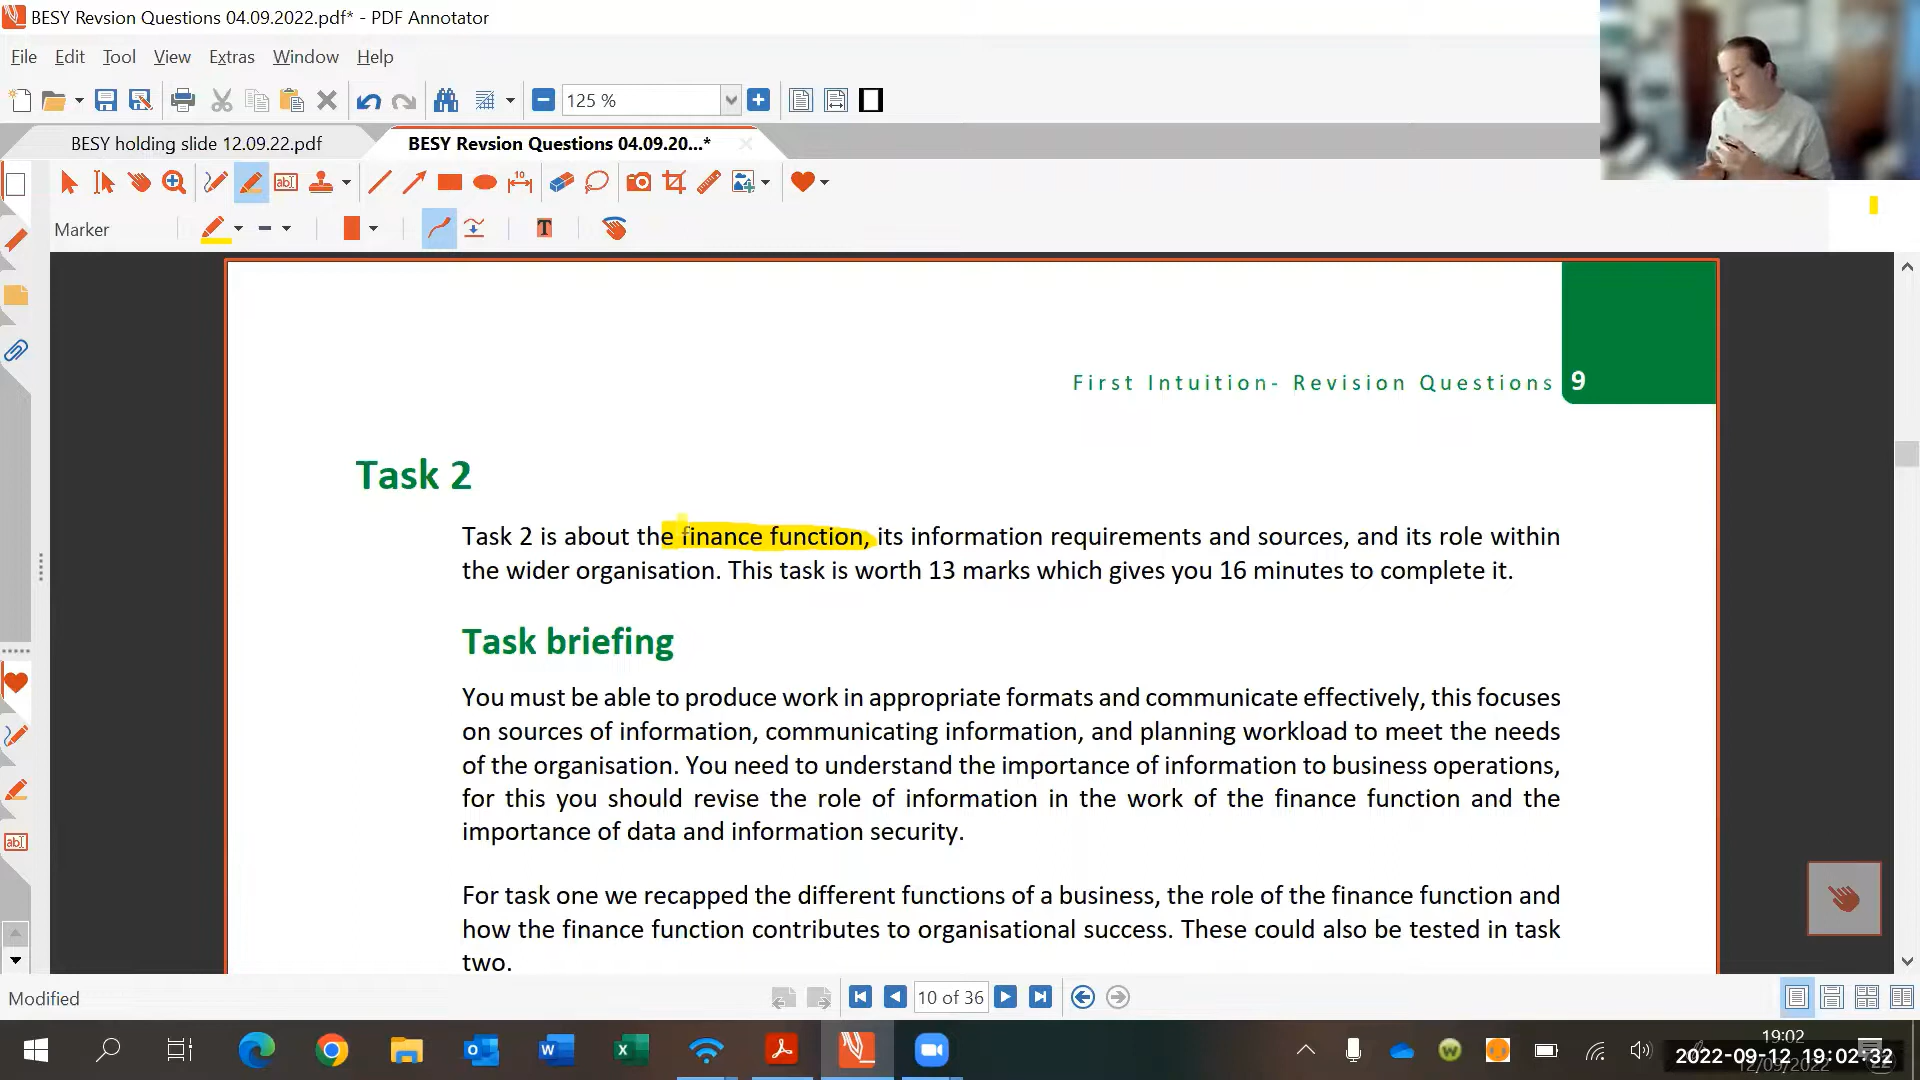 BESY Revsion Questions 04.09.2022.pdf* - PDF Annotator
File Edit Tool View Extras Window Help
125 %
BESY holding slide 12.09.22.pdf
BESY Revsion Questions 04.09.20...*
Marker
First Intuition- Revision Questions 9
Task 2
Task 2 is about the finance function, its information requirements and sources, and its role within
the wider organisation. This task is worth 13 marks which gives you 16 minutes to complete it.
Task briefing
You must be able to produce work in appropriate formats and communicate effectively, this focuses
on sources of information, communicating information, and planning workload to meet the needs
of the organisation. You need to understand the importance of information to business operations,
for this you should revise the role of information in the work of the finance function and the
importance of data and information security.
For task one we recapped the different functions of a business, the role of the finance function and
how the finance function contributes to organisational success. These could also be tested in task
two.
Modified
10 of 36
19:02
2022-09-12 19:02:32
12/09/2022
22